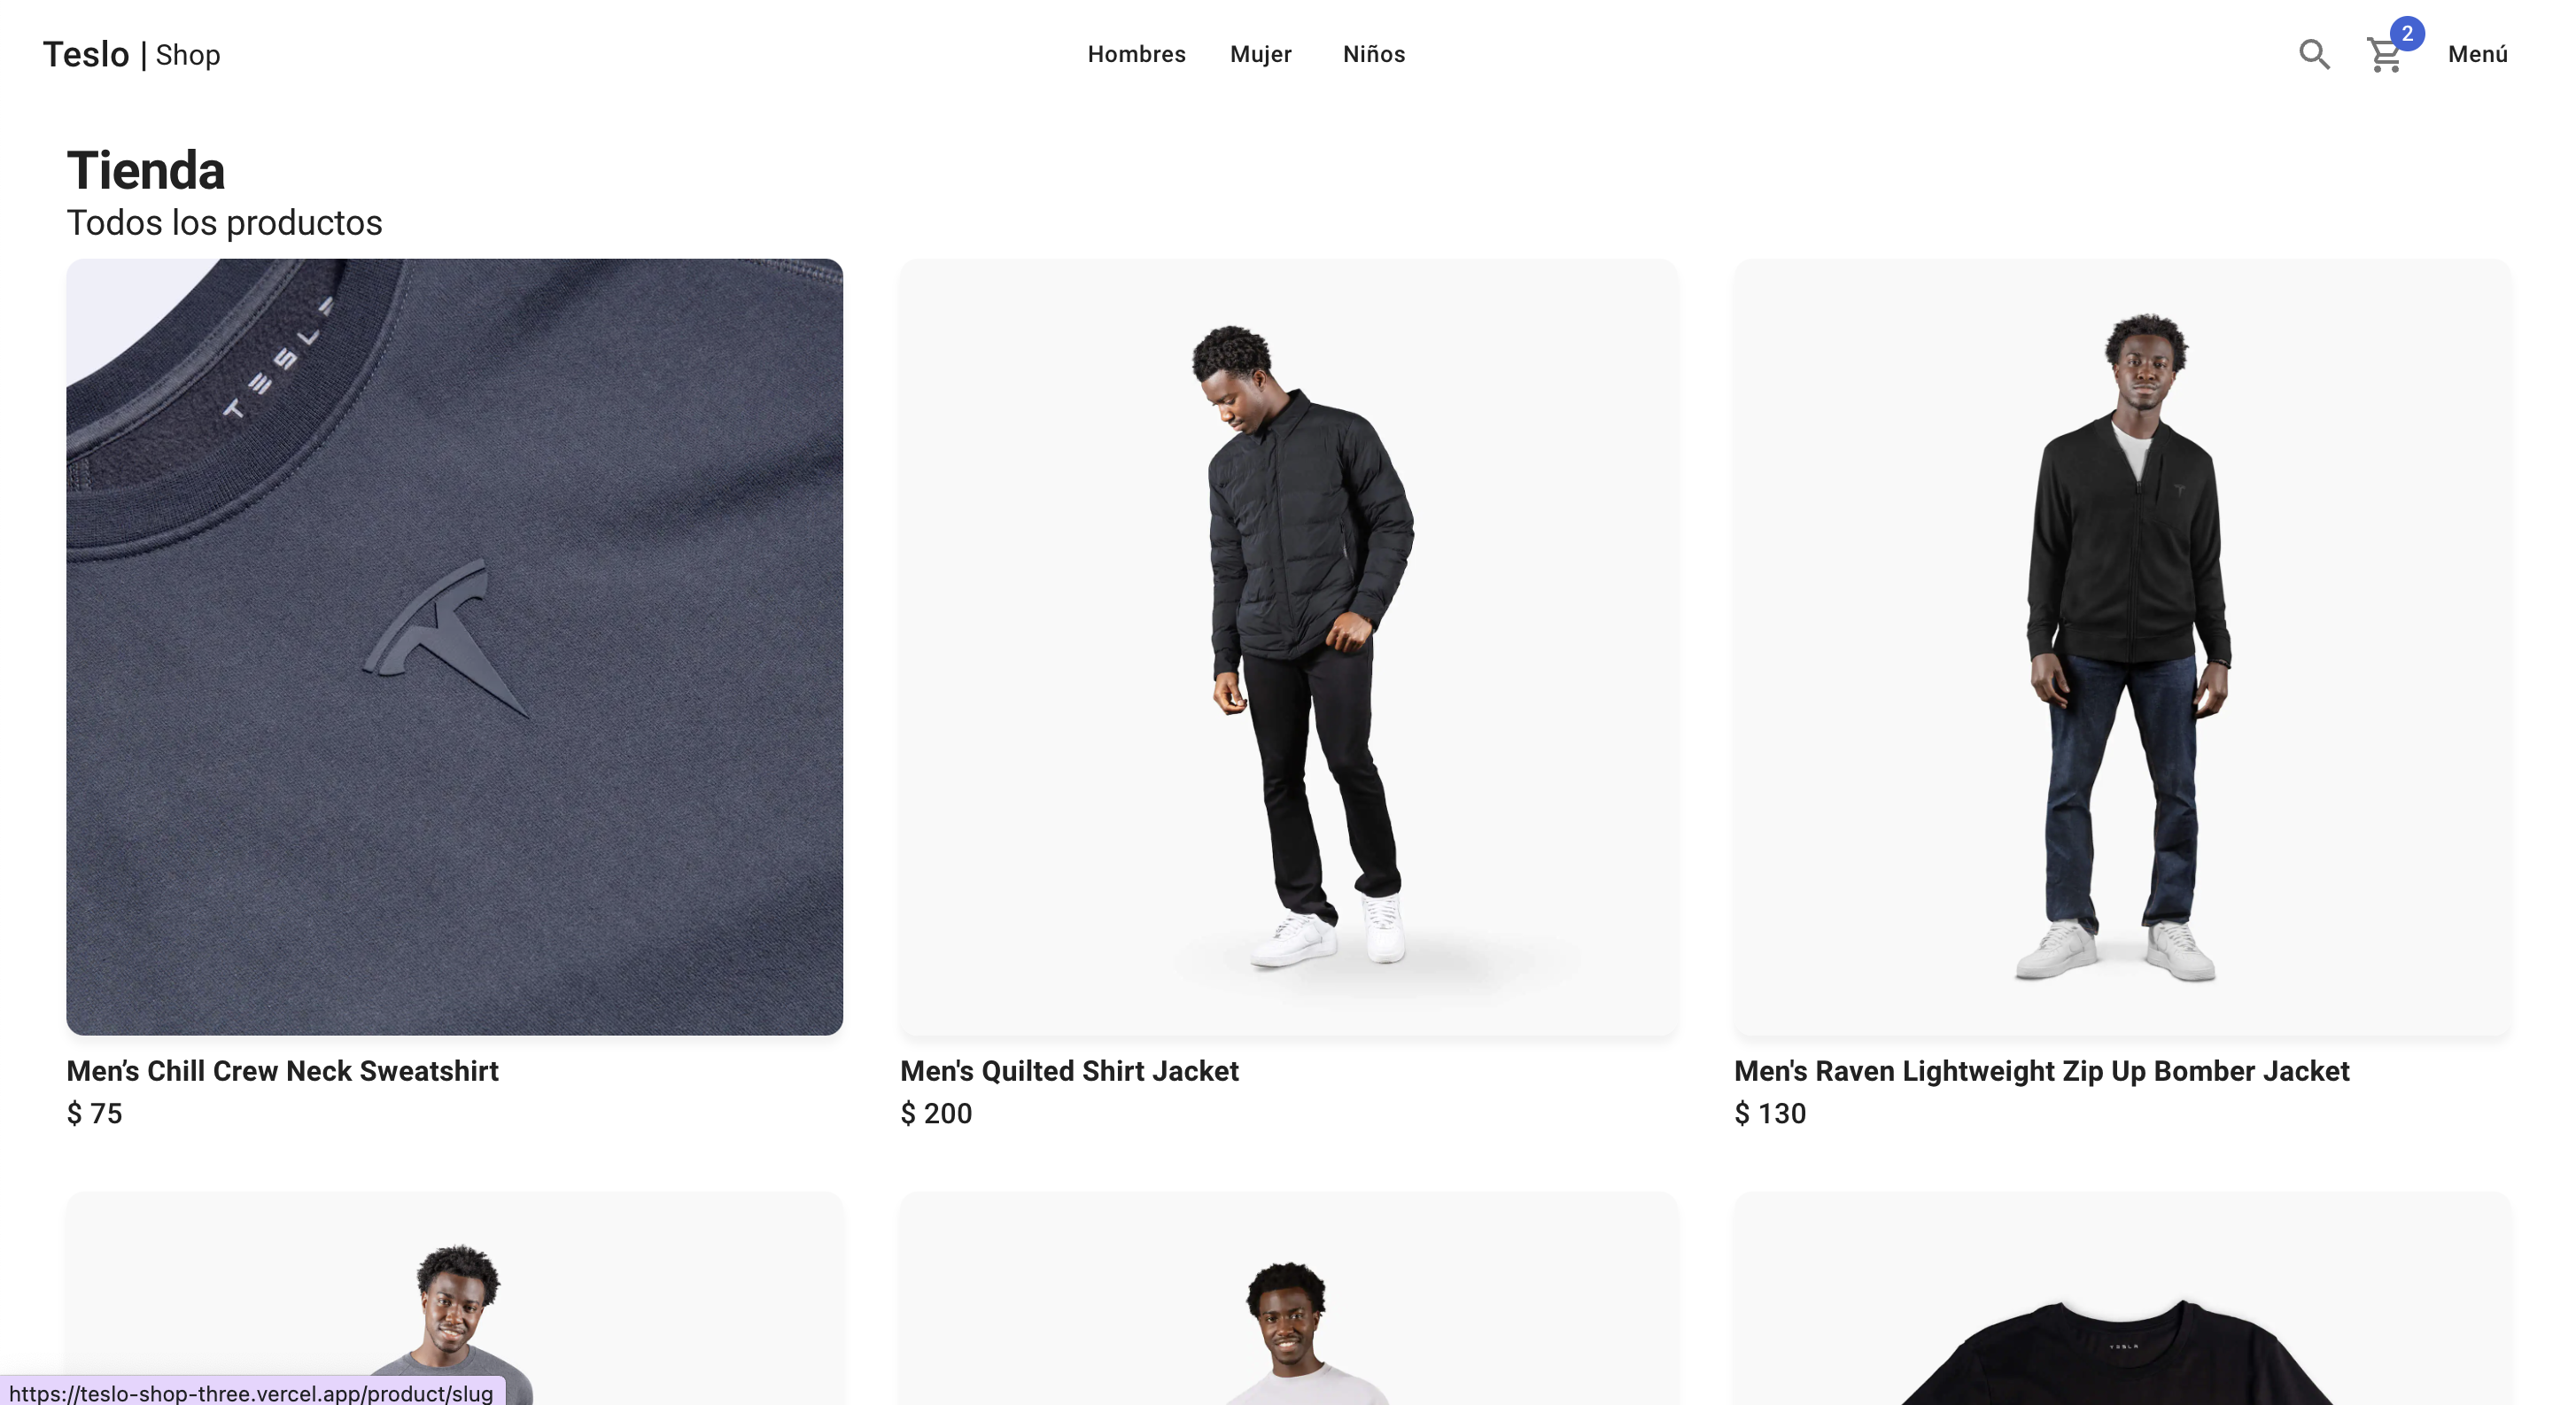 Teslo | Shop
Hombres Mujer Niños
2
Menú
Tienda
Todos los productos
TESLA
Men’s Chill Crew Neck Sweatshirt
$ 75
Men's Quilted Shirt Jacket
$ 200
Men's Raven Lightweight Zip Up Bomber Jacket
$ 130
TESLA
https://teslo-shop-three.vercel.app/product/slug